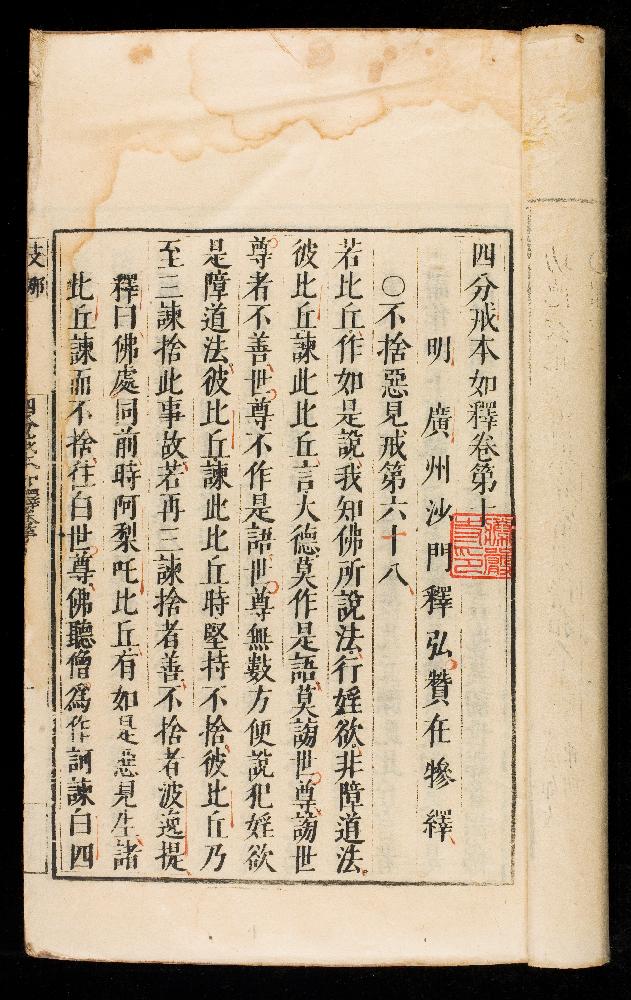 四分戒本如釋卷第十
明　廣州沙門釋弘贊在犙　釋
○不捨惡見戒第六十八
若比丘作如是說我知佛所說法行婬欲非障道法
彼比丘諫此比丘言大德莫作是語莫謗世尊謗世
尊者不善世尊不作是語世尊無數方便說犯婬欲
是障道法彼比丘諫此比丘時堅持不捨彼比丘乃
至三諫捨此事故若再三諫捨者善不捨者波逸提
釋曰佛處同前時阿梨吒比丘有如是惡見生諸
比丘諫而不捨往白世尊佛聽僧為作訶諫白四